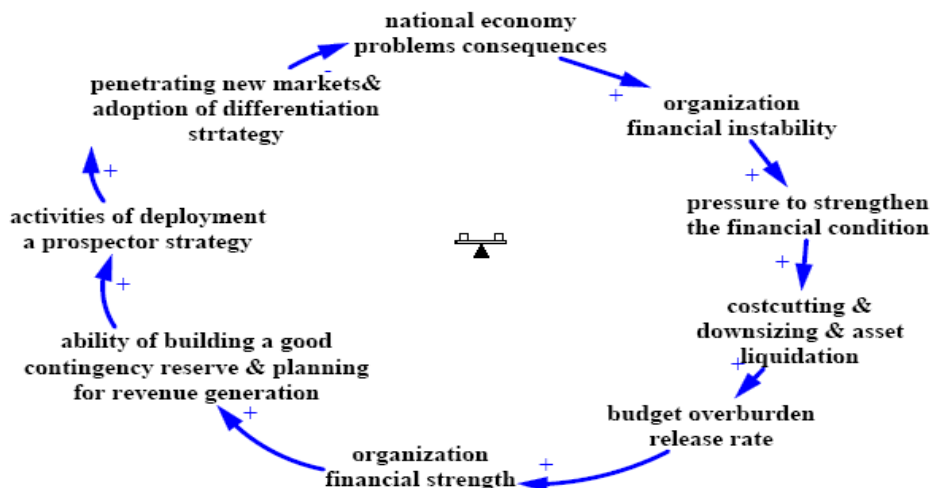 national economy
problems consequences
+
organization
financial instability
+
pressure to strengthen
the financial condition
+
costcutting &
downsizing & asset
liquidation
+
budget overburden
release rate
+
organization
financial strength
+
ability of building a good
contingency reserve & planning
for revenue generation
+
activities of deployment
a prospector strategy
+
penetrating new markets&
adoption of differentiation
strtategy
-